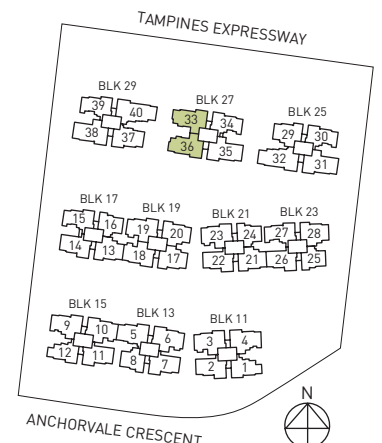 TAMPINES EXPRESSWAY
BLK 29
BLK 27
BLK 25
39 40
38 37
33 34
36 35
29 30
32 31
BLK 17
BLK 19
BLK 21
BLK 23
15 16
14 13
19 20
18 17
23 24
22 21
27 28
26 25
BLK 15
BLK 13
BLK 11
9 10
12 11
5 6
8 7
3 4
2 1
N
ANCHORVALE CRESCENT